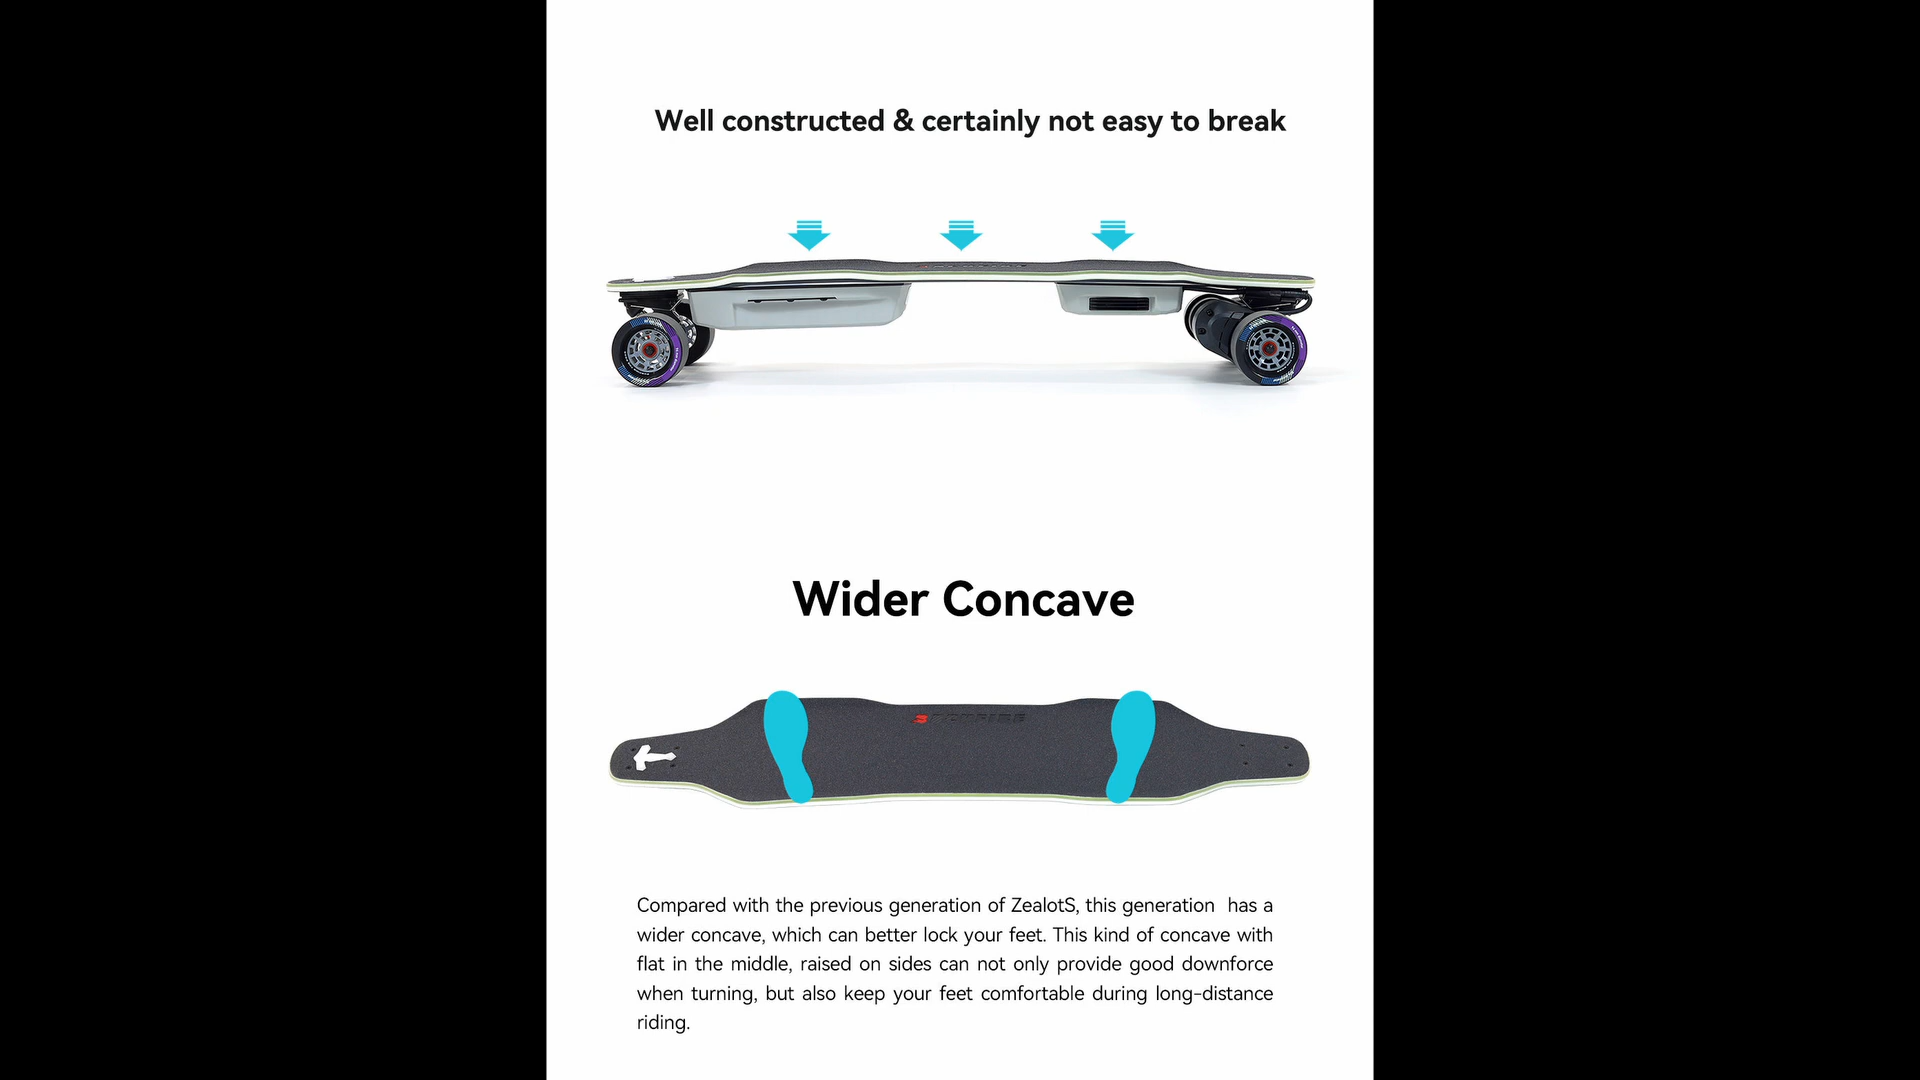 Well constructed & certainly not easy to break
Wider Concave
Compared with the previous generation of ZealotS, this generation has a
wider concave, which can better lock your feet. This kind of concave with
flat in the middle, raised on sides can not only provide good downforce
when turning, but also keep your feet comfortable during long-distance
riding.